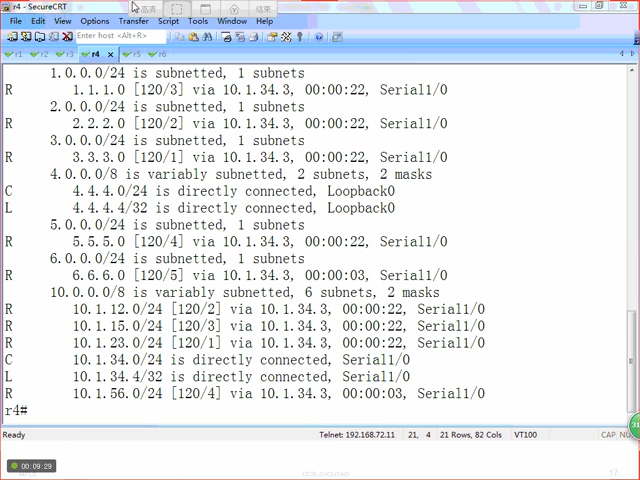 r4 - SecureCRT
高清 结束
File Edit View Options Transfer Script Tools Window Help
Enter host <Alt+R>
r1 r2 r3 r4 r5 r6
1.0.0.0/24 is subnetted, 1 subnets
R 1.1.1.0 [120/3] via 10.1.34.3, 00:00:22, Serial1/0
2.0.0.0/24 is subnetted, 1 subnets
R 2.2.2.0 [120/2] via 10.1.34.3, 00:00:22, Serial1/0
3.0.0.0/24 is subnetted, 1 subnets
R 3.3.3.0 [120/1] via 10.1.34.3, 00:00:22, Serial1/0
4.0.0.0/8 is variably subnetted, 2 subnets, 2 masks
C 4.4.4.0/24 is directly connected, Loopback0
L 4.4.4.4/32 is directly connected, Loopback0
5.0.0.0/24 is subnetted, 1 subnets
R 5.5.5.0 [120/4] via 10.1.34.3, 00:00:22, Serial1/0
6.0.0.0/24 is subnetted, 1 subnets
R 6.6.6.0 [120/5] via 10.1.34.3, 00:00:03, Serial1/0
10.0.0.0/8 is variably subnetted, 6 subnets, 2 masks
R 10.1.12.0/24 [120/2] via 10.1.34.3, 00:00:22, Serial1/0
R 10.1.15.0/24 [120/3] via 10.1.34.3, 00:00:22, Serial1/0
R 10.1.23.0/24 [120/1] via 10.1.34.3, 00:00:22, Serial1/0
C 10.1.34.0/24 is directly connected, Serial1/0
L 10.1.34.4/32 is directly connected, Serial1/0
R 10.1.56.0/24 [120/4] via 10.1.34.3, 00:00:03, Serial1/0
r4#
31
Ready Telnet: 192.168.72.11 21, 4 21 Rows, 82 Cols VT100 CAP NU
00:09:29
CCIE ZHOUTAO
17